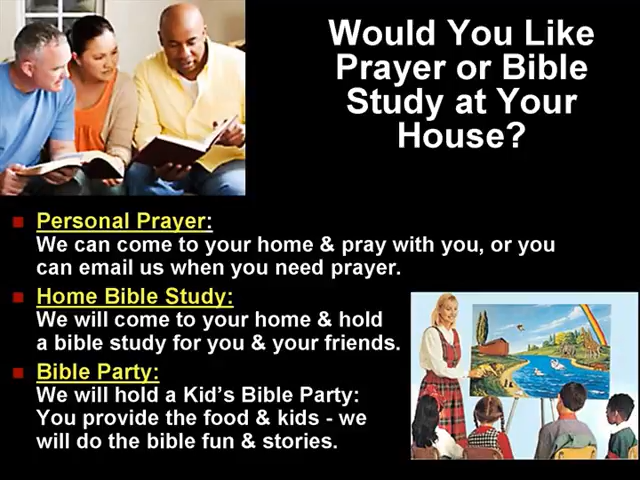 Would You Like
Prayer or Bible
Study at Your
House?
Personal Prayer:
We can come to your home & pray with you, or you
can email us when you need prayer.
Home Bible Study:
We will come to your home & hold
a bible study for you & your friends.
Bible Party:
We will hold a Kid's Bible Party:
You provide the food & kids - we
will do the bible fun & stories.